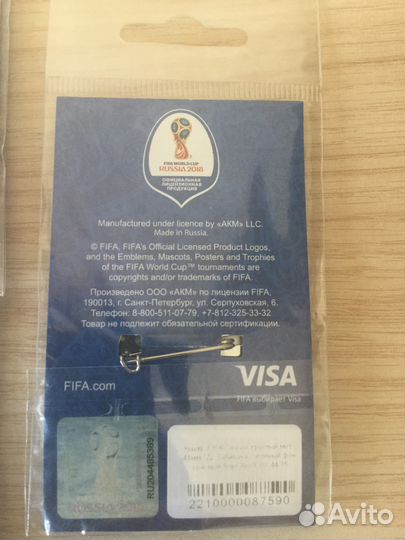 FIFA WORLD CUP
RUSSIA 2018
ОФИЦИАЛЬНАЯ
ЛИЦЕНЗИОННАЯ
ПРОДУКЦИЯ
Manufactured under licence by «AKM» LLC.
Made in Russia.
© FIFA, FIFA's Official Licensed Product Logos,
and the Emblems, Mascots, Posters and Trophies
of the FIFA World Cup™ tournaments are
copyrights and/or trademarks of FIFA.
Произведено ООО «АКМ» по лицензии FIFA,
190013, г. Санкт-Петербург, ул. Серпуховская, 6.
Телефон: 8-800-511-07-79, +7-812-325-33-32
Товар не подлежит обязательной сертификации.
FIFA.com
VISA
FIFA выбирает Visa
RU204485389
RUSSIA 2018
2210000087590
Avito